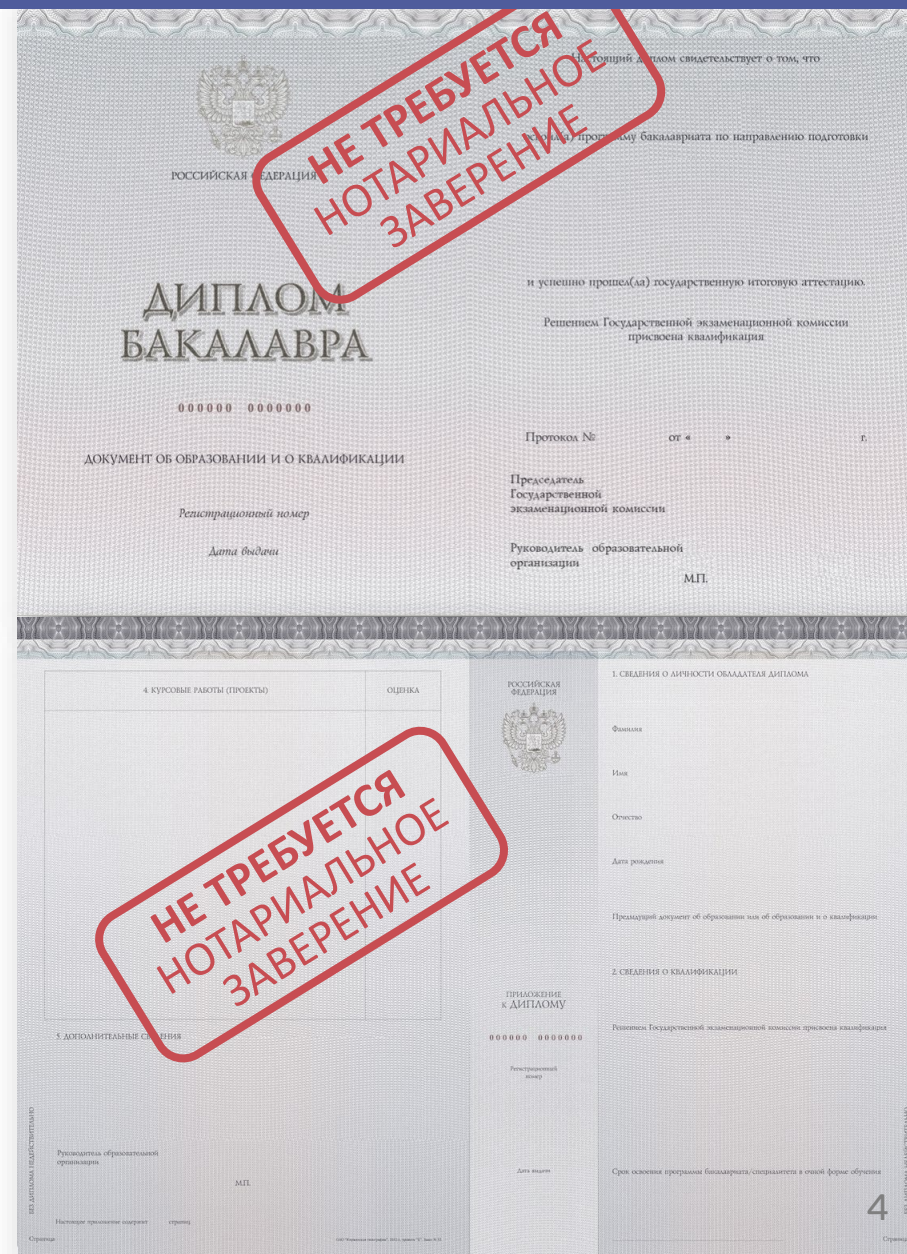 РОССИЙСКАЯ ФЕДЕРАЦИЯ
ДИПЛОМ
БАКАЛАВРА
000000 0000000
ДОКУМЕНТ ОБ ОБРАЗОВАНИИ И О КВАЛИФИКАЦИИ
Регистрационный номер
Дата выдачи
НЕ ТРЕБУЕТСЯ
НОТАРИАЛЬНОЕ
ЗАВЕРЕНИЕ
Настоящий диплом свидетельствует о том, что
освоил(а) программу бакалавриата по направлению подготовки
и успешно прошел(ла) государственную итоговую аттестацию.
Решением Государственной экзаменационной комиссии
присвоена квалификация
Протокол № от « » г.
Председатель
Государственной
экзаменационной комиссии
Руководитель образовательной
организации
М.П.
4. КУРСОВЫЕ РАБОТЫ (ПРОЕКТЫ) ОЦЕНКА
НЕ ТРЕБУЕТСЯ
НОТАРИАЛЬНОЕ
ЗАВЕРЕНИЕ
5. ДОПОЛНИТЕЛЬНЫЕ СВЕДЕНИЯ
Руководитель образовательной
организации
М.П.
Настоящее приложение содержит страниц
Страница
БЕЗ ДИПЛОМА НЕДЕЙСТВИТЕЛЬНО
РОССИЙСКАЯ
ФЕДЕРАЦИЯ
ПРИЛОЖЕНИЕ
к ДИПЛОМУ
000000 0000000
Регистрационный
номер
Дата выдачи
1. СВЕДЕНИЯ О ЛИЧНОСТИ ОБЛАДАТЕЛЯ ДИПЛОМА
Фамилия
Имя
Отчество
Дата рождения
Предыдущий документ об образовании или об образовании и о квалификации
2. СВЕДЕНИЯ О КВАЛИФИКАЦИИ
Решением Государственной экзаменационной комиссии присвоена квалификация
Срок освоения программы бакалавриата/специалитета в очной форме обучения
4
Страница